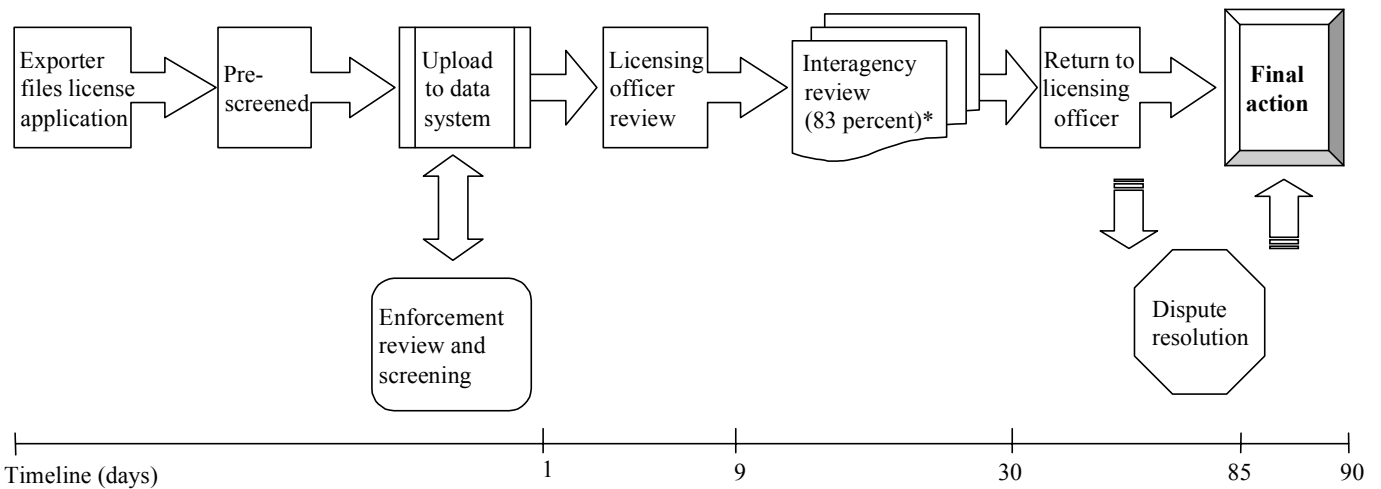 Exporter
files license
application
Pre-
screened
Upload
to data
system
Licensing
officer
review
Interagency
review
(83 percent)*
Return to
licensing
officer
Final
action
Enforcement
review and
screening
Dispute
resolution
Timeline (days)
1
9
30
85
90